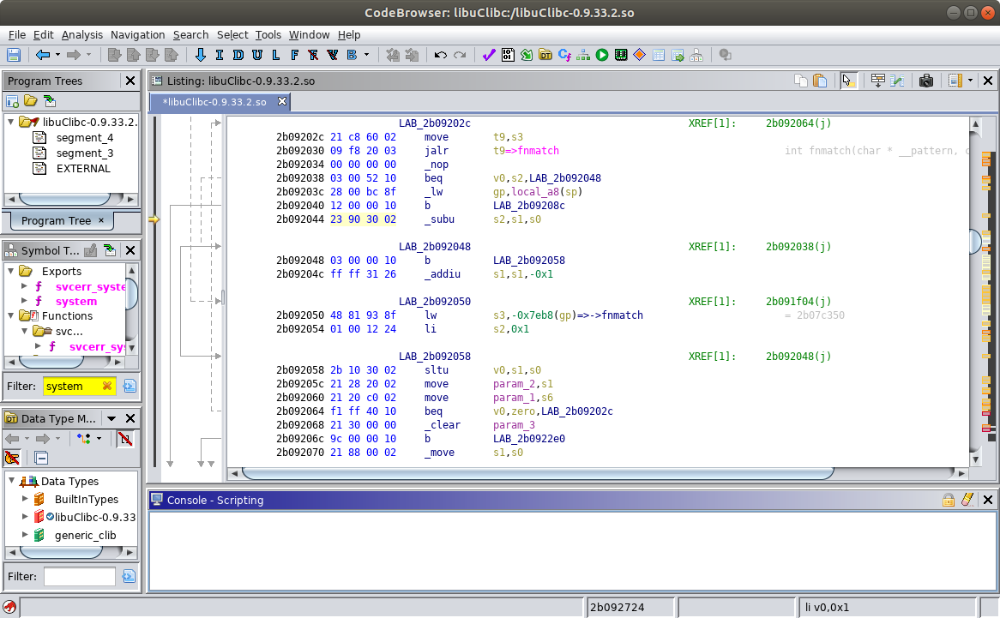 CodeBrowser: libuClibc:/libuClibc-0.9.33.2.so
File Edit Analysis Navigation Search Select Tools Window Help
I D U L F B
Program Trees
libuClibc-0.9.33.2.
segment_4
segment_3
EXTERNAL
Program Tree ×
Symbol T...
Exports
svcerr_syste
system
Functions
svc...
svcerr_sy
Filter: system
Data Type M...
Data Types
BuiltInTypes
libuClibc-0.9.33
generic_clib
Filter:
Listing: libuClibc-0.9.33.2.so
*libuClibc-0.9.33.2.so
LAB_2b09202c XREF[1]: 2b092064(j)
2b09202c 21 c8 60 02 move t9,s3
2b092030 09 f8 20 03 jalr t9=>fnmatch int fnmatch(char * __pattern, c
2b092034 00 00 00 00 _nop
2b092038 03 00 52 10 beq v0,s2,LAB_2b092048
2b09203c 28 00 bc 8f _lw gp,local_a8(sp)
2b092040 12 00 00 10 b LAB_2b09208c
2b092044 23 90 30 02 _subu s2,s1,s0
LAB_2b092048 XREF[1]: 2b092038(j)
2b092048 03 00 00 10 b LAB_2b092058
2b09204c ff ff 31 26 _addiu s1,s1,-0x1
LAB_2b092050 XREF[1]: 2b091f04(j)
2b092050 48 81 93 8f lw s3,-0x7eb8(gp)=>->fnmatch = 2b07c350
2b092054 01 00 12 24 li s2,0x1
LAB_2b092058 XREF[1]: 2b092048(j)
2b092058 2b 10 30 02 sltu v0,s1,s0
2b09205c 21 28 20 02 move param_2,s1
2b092060 21 20 c0 02 move param_1,s6
2b092064 f1 ff 40 10 beq v0,zero,LAB_2b09202c
2b092068 21 30 00 00 _clear param_3
2b09206c 9c 00 00 10 b LAB_2b0922e0
2b092070 21 88 00 02 _move s1,s0
Console - Scripting
2b092724
li v0,0x1